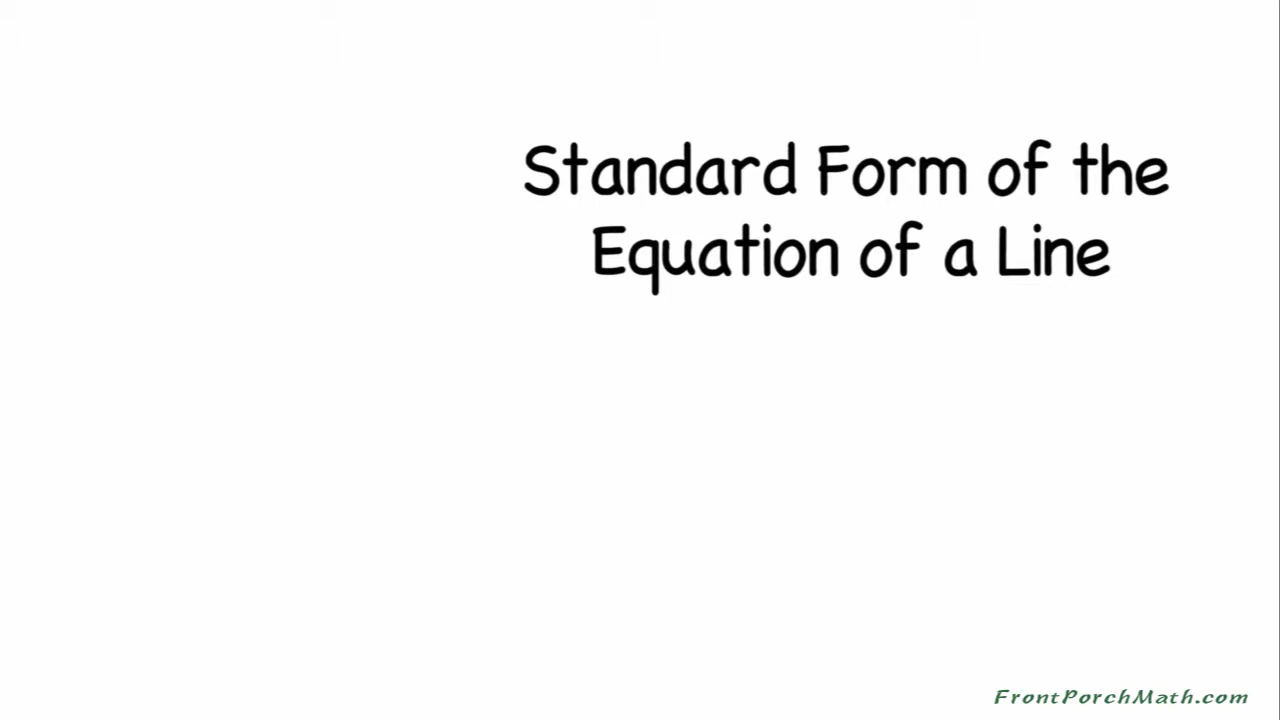 Standard Form of the
Equation of a Line
FrontPorchMath.com